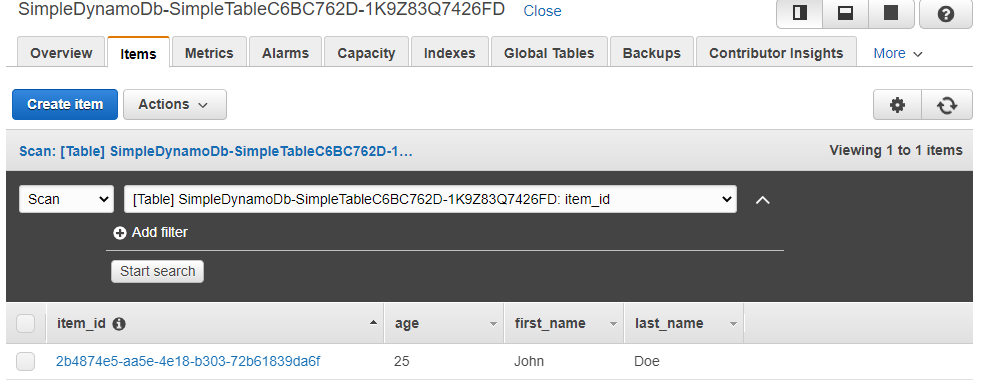 SimpleDynamoDb-SimpleTableC6BC762D-1K9Z83Q7426FD Close
Overview Items Metrics Alarms Capacity Indexes Global Tables Backups Contributor Insights More
Create item Actions
Scan: [Table] SimpleDynamoDb-SimpleTableC6BC762D-1... Viewing 1 to 1 items
Scan [Table] SimpleDynamoDb-SimpleTableC6BC762D-1K9Z83Q7426FD: item_id
Add filter
Start search
item_id age first_name last_name
2b4874e5-aa5e-4e18-b303-72b61839da6f 25 John Doe